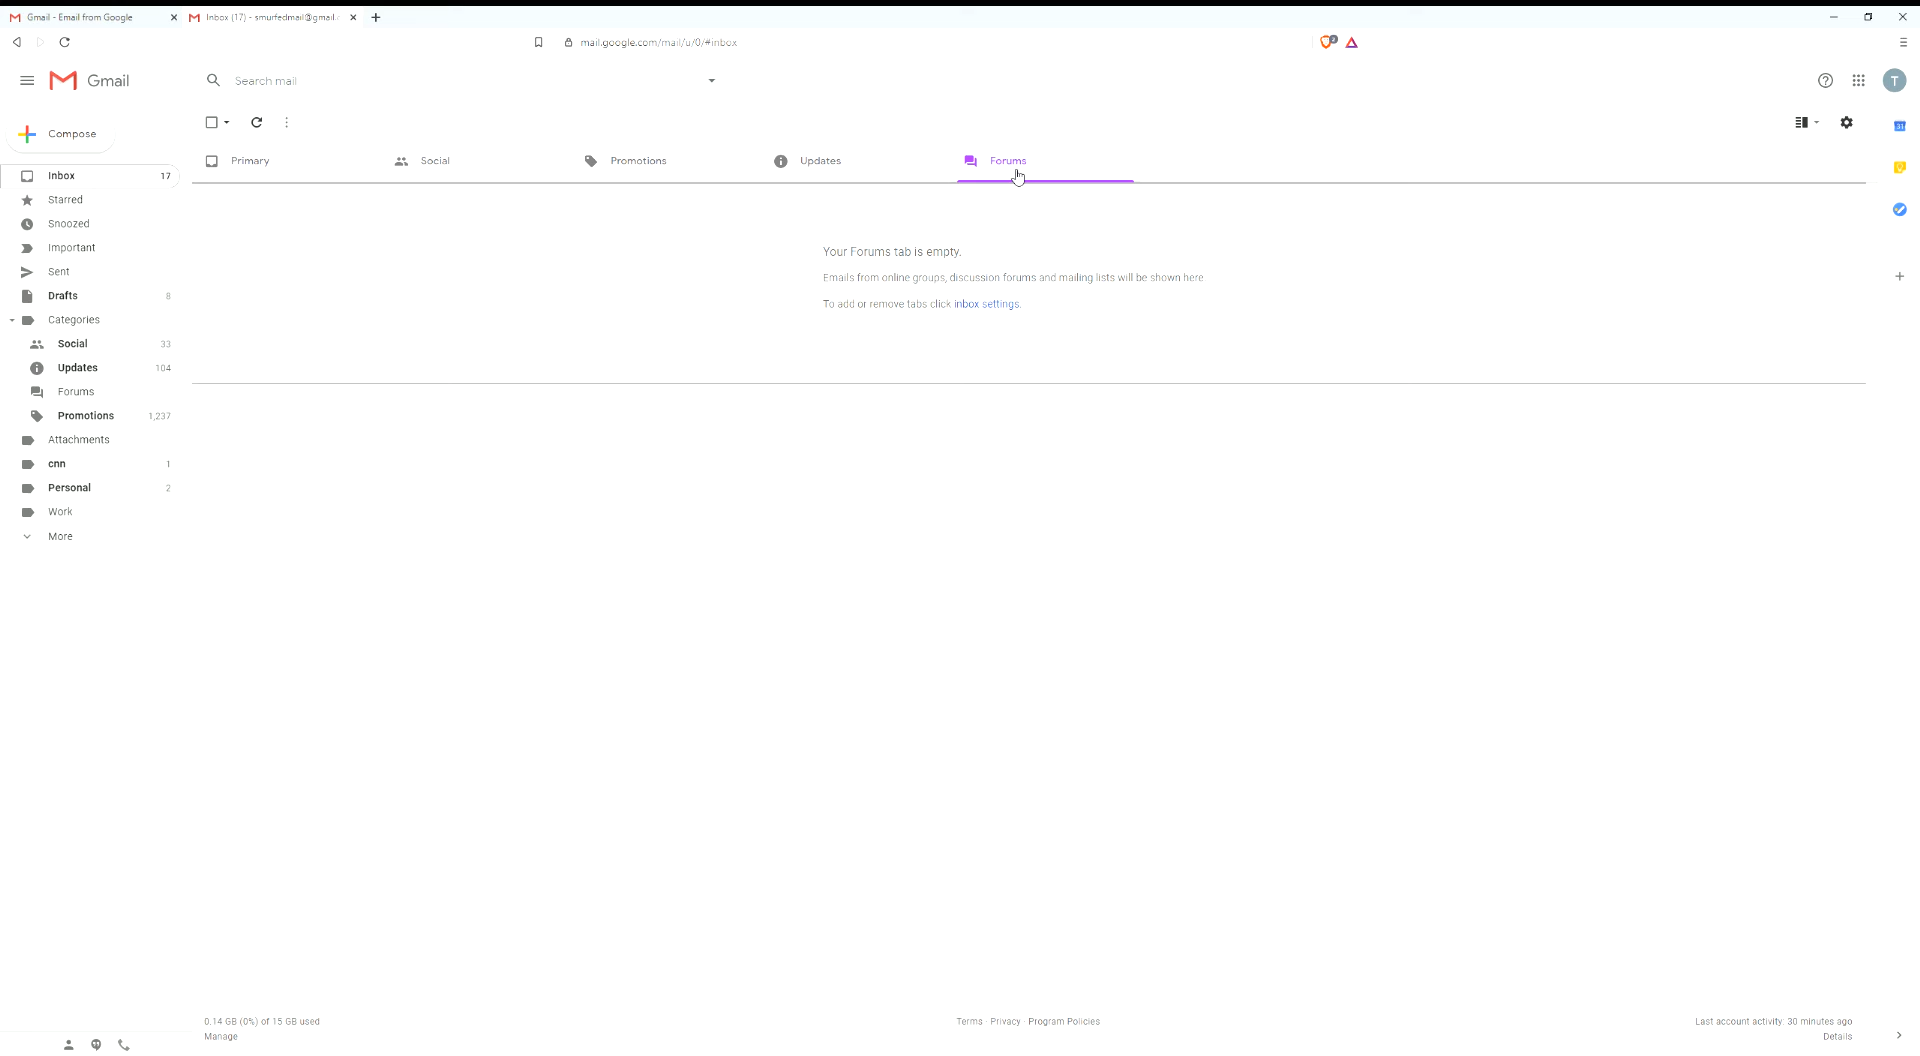 Gmail - Email from Google
Inbox (17) - smurfedmail@gmail.c
mail.google.com/mail/u/0/#inbox
2
Gmail
Search mail
T
Compose
31
Primary
Social
Promotions
Updates
Forums
Inbox 17
Starred
Snoozed
Important
Sent
Drafts 8
Categories
Social 33
Updates 104
Forums
Promotions 1,237
Attachments
cnn 1
Personal 2
Work
More
Your Forums tab is empty.
Emails from online groups, discussion forums and mailing lists will be shown here
To add or remove tabs click inbox settings.
0.14 GB (0%) of 15 GB used
Manage
Terms · Privacy · Program Policies
Last account activity: 30 minutes ago
Details